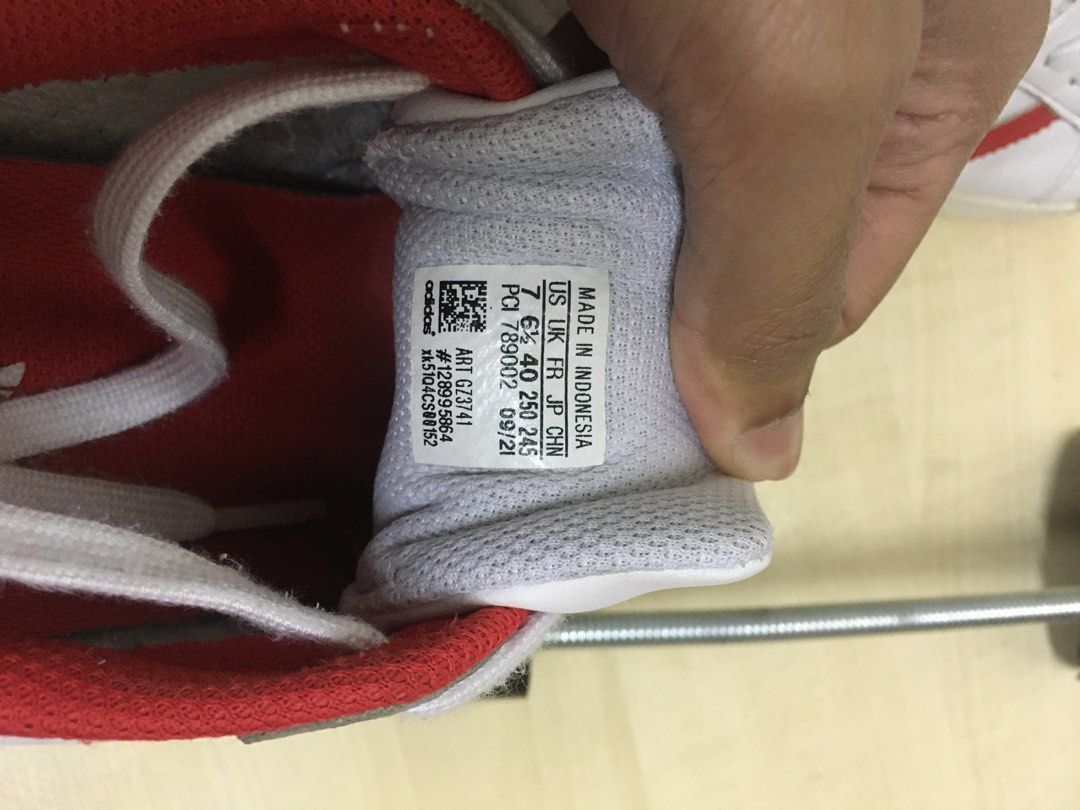 MADE IN INDONESIA
US UK FR JP CHN
7 6½ 40 250 245
PCI 789002 09/21
ART GZ3741
#128995864
xk51Q4CS00152
adidas